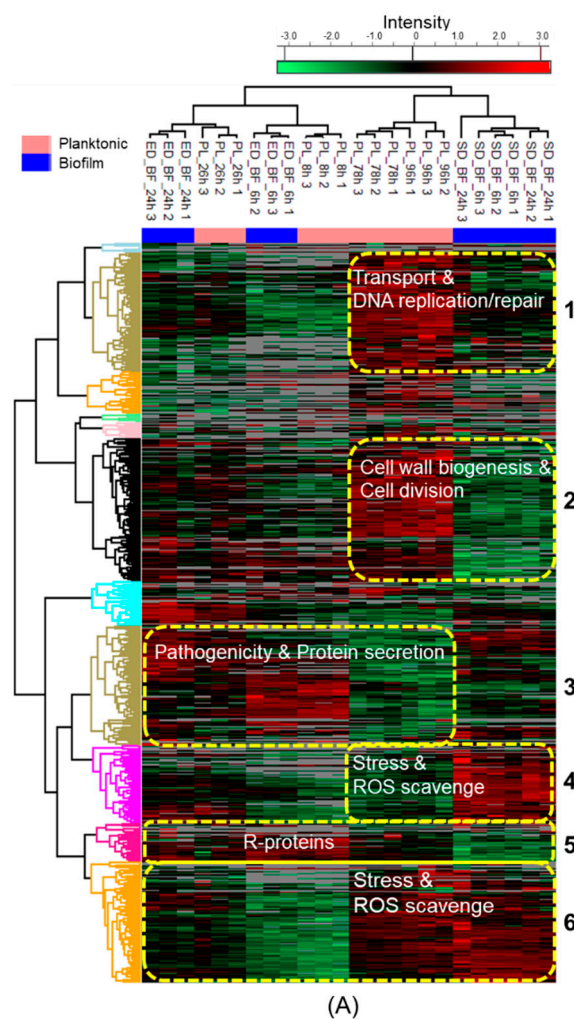 Intensity
-3.0 -2.0 -1.0 0 1.0 2.0 3.0
Planktonic
Biofilm
ED_BF_24h 3
ED_BF_24h 2
ED_BF_24h 1
PL_26h 3
PL_26h 2
PL_26h 1
ED_BF_6h 2
ED_BF_6h 3
ED_BF_6h 1
PL_8h 3
PL_8h 2
PL_8h 1
PL_78h 3
PL_78h 2
PL_78h 1
PL_96h 1
PL_96h 3
PL_96h 2
SD_BF_24h 3
SD_BF_6h 3
SD_BF_6h 2
SD_BF_6h 1
SD_BF_24h 2
SD_BF_24h 1
Transport &
DNA replication/repair
1
Cell wall biogenesis &
Cell division
2
Pathogenicity & Protein secretion
3
Stress &
ROS scavenge
4
R-proteins
5
Stress &
ROS scavenge
6
(A)